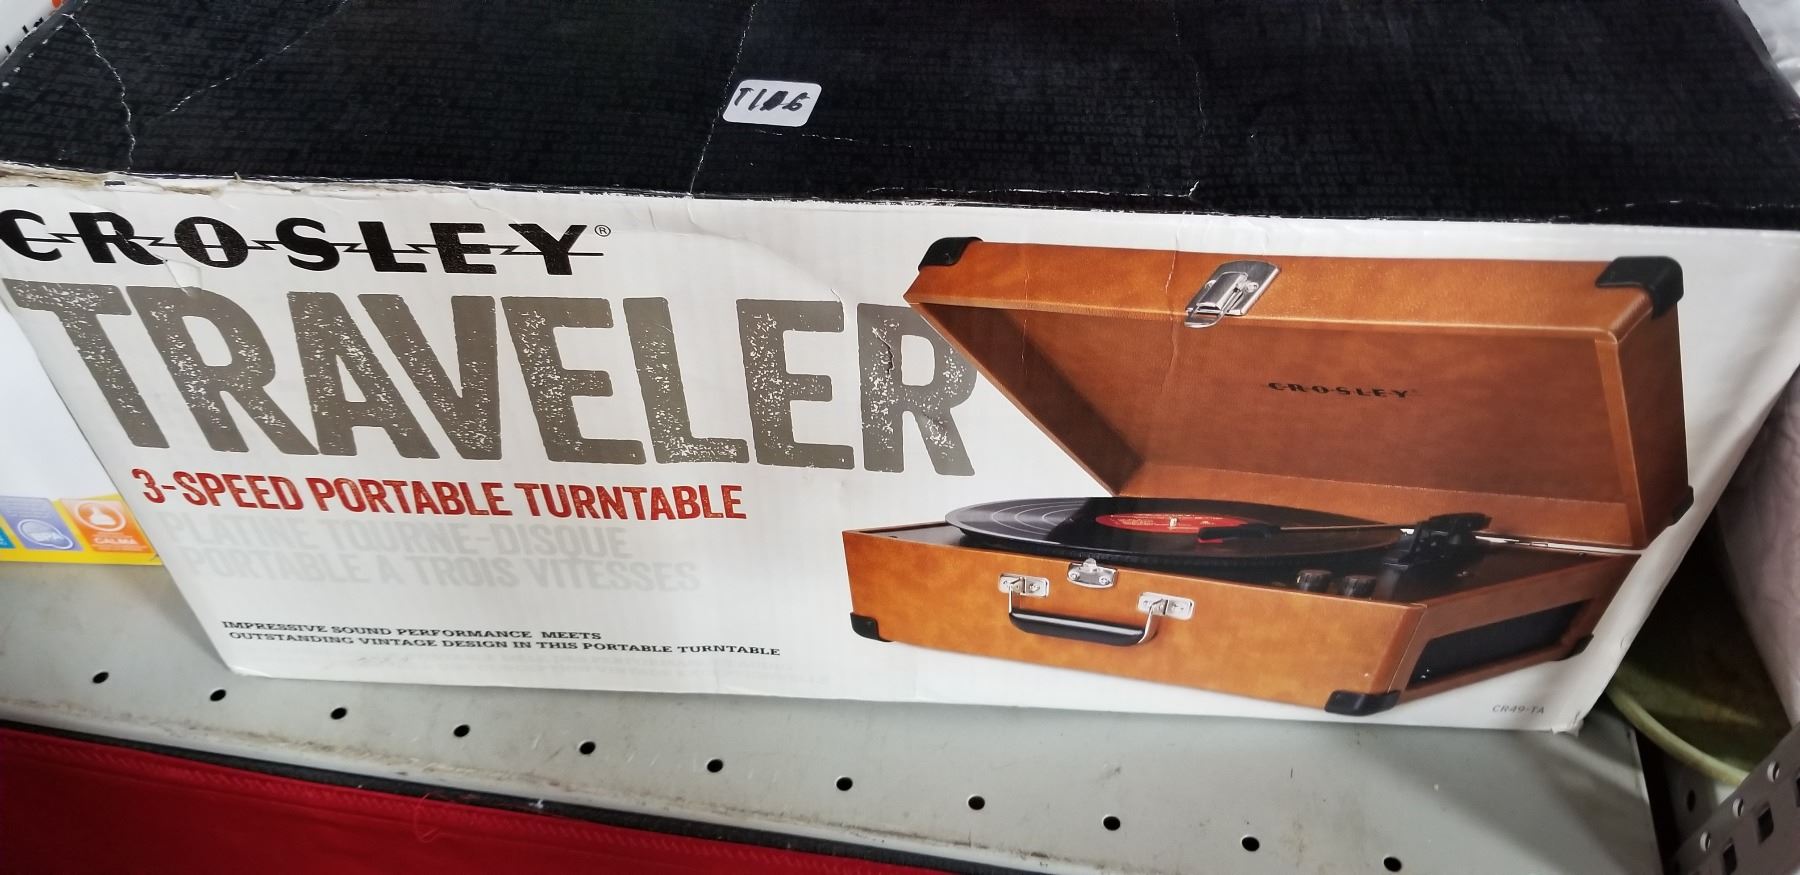 CROSLEY®
TRAVELER
3-SPEED PORTABLE TURNTABLE
PLATINE TOURNE-DISQUE
PORTABLE À TROIS VITESSES
IMPRESSIVE SOUND PERFORMANCE MEETS
OUTSTANDING VINTAGE DESIGN IN THIS PORTABLE TURNTABLE
CROSLEY
CR49-TA
CALMA